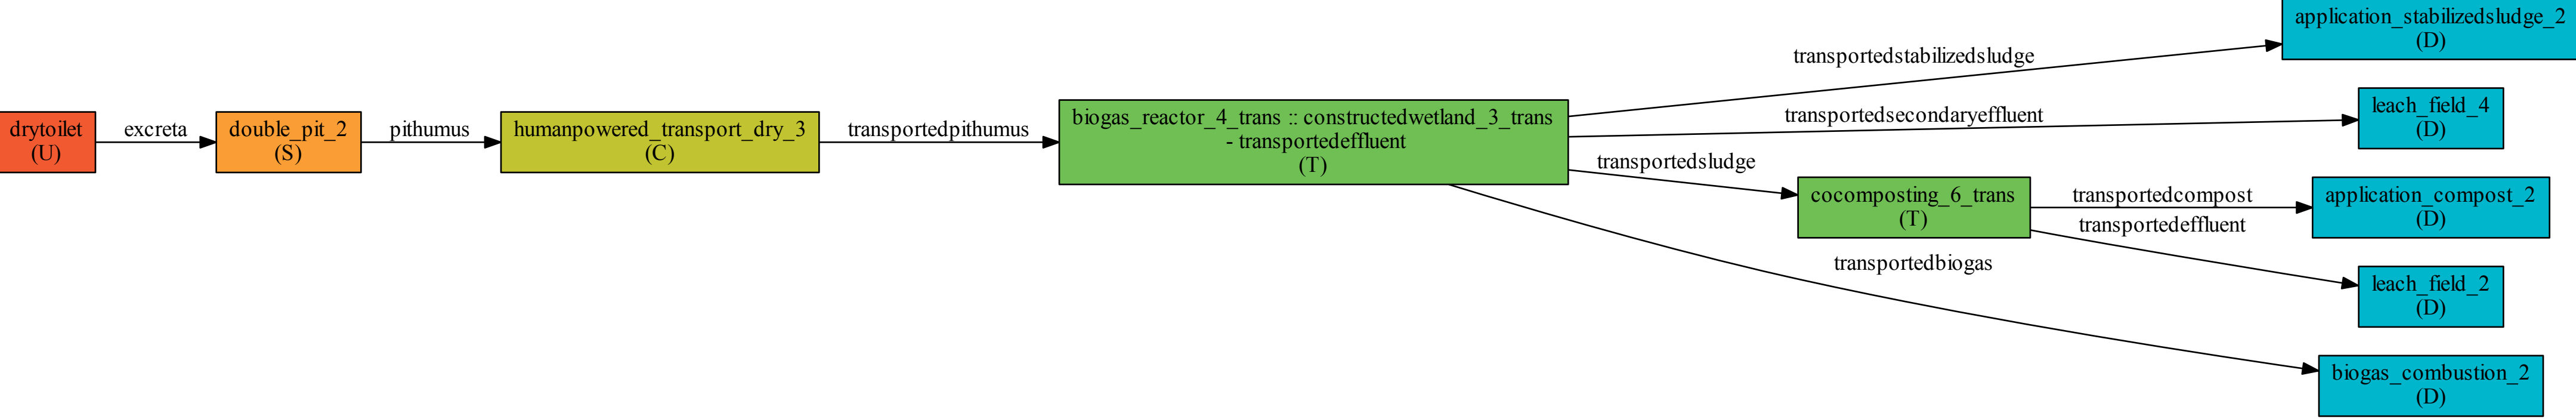 drytoilet
(U)
excreta
double_pit_2
(S)
pithumus
humanpowered_transport_dry_3
(C)
transportedpithumus
biogas_reactor_4_trans :: constructedwetland_3_trans
- transportedeffluent
(T)
transportedstabilizedsludge
application_stabilizedsludge_2
(D)
transportedsecondaryeffluent
leach_field_4
(D)
transportedsludge
cocomposting_6_trans
(T)
transportedcompost
application_compost_2
(D)
transportedeffluent
leach_field_2
(D)
transportedbiogas
biogas_combustion_2
(D)